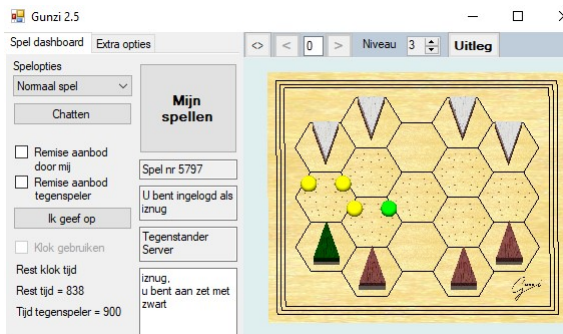 Gunzi 2.5
Spel dashboard Extra opties
<> < 0 > Niveau 3 Uitleg
Spelopties
Normaal spel
Chatten
Mijn
spellen
Remise aanbod
door mij
Remise aanbod
tegenspeler
Ik geef op
Klok gebruiken
Rest klok tijd
Rest tijd = 838
Tijd tegenspeler = 900
Spel nr 5797
U bent ingelogd als
iznug
Tegenstander
Server
iznug,
u bent aan zet met
zwart
Gunzi